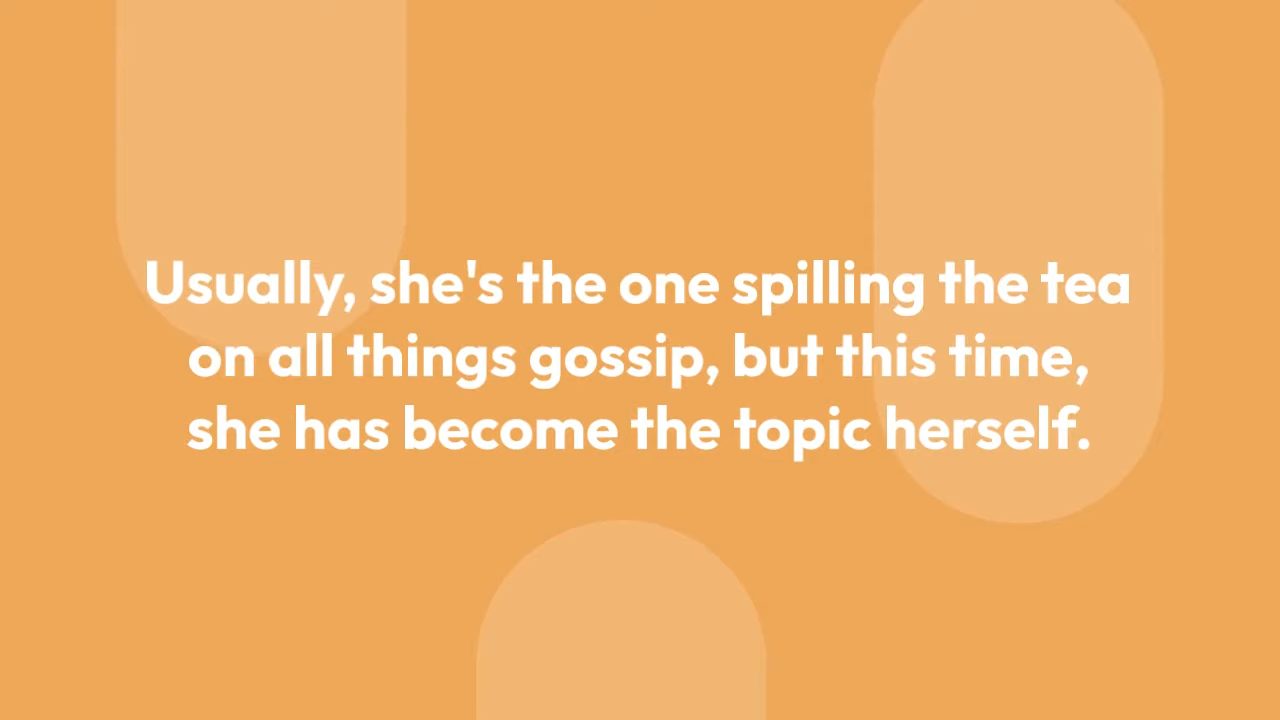 Usually, she's the one spilling the tea
on all things gossip, but this time,
she has become the topic herself.